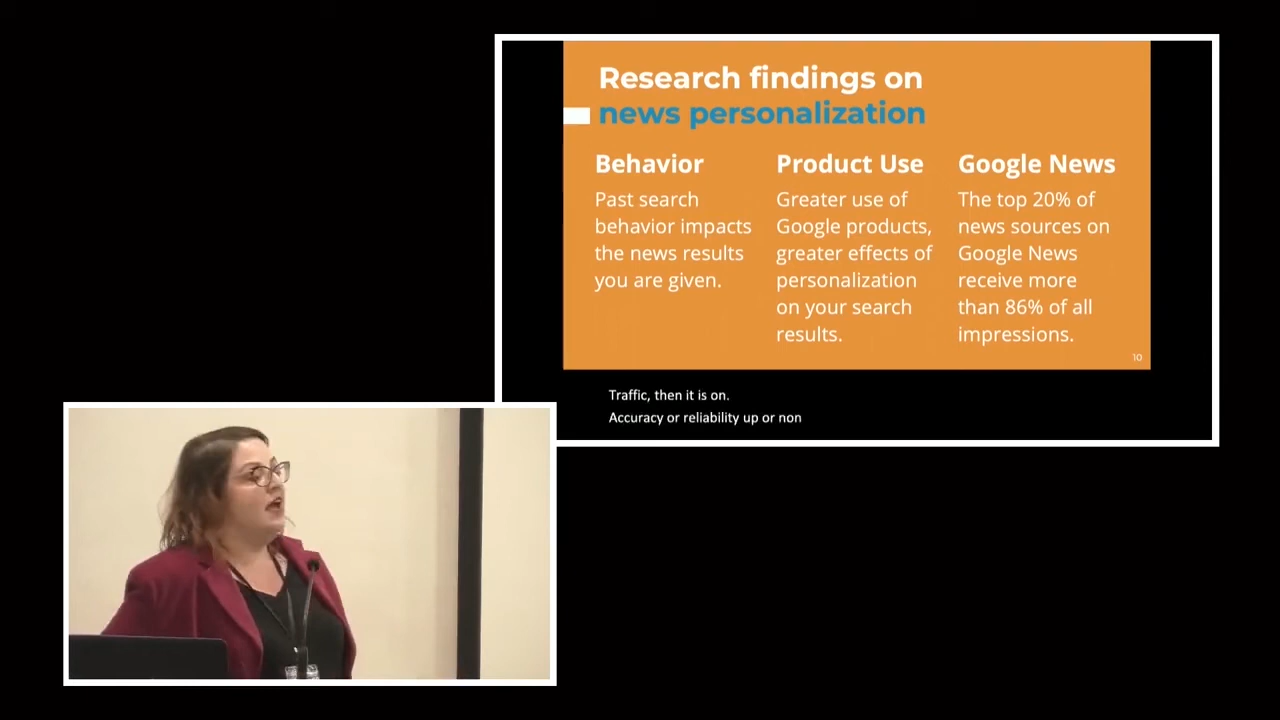 Research findings on
news personalization
Behavior
Past search
behavior impacts
the news results
you are given.
Product Use
Greater use of
Google products,
greater effects of
personalization
on your search
results.
Google News
The top 20% of
news sources on
Google News
receive more
than 86% of all
impressions.
10
Traffic, then it is on.
Accuracy or reliability up or non